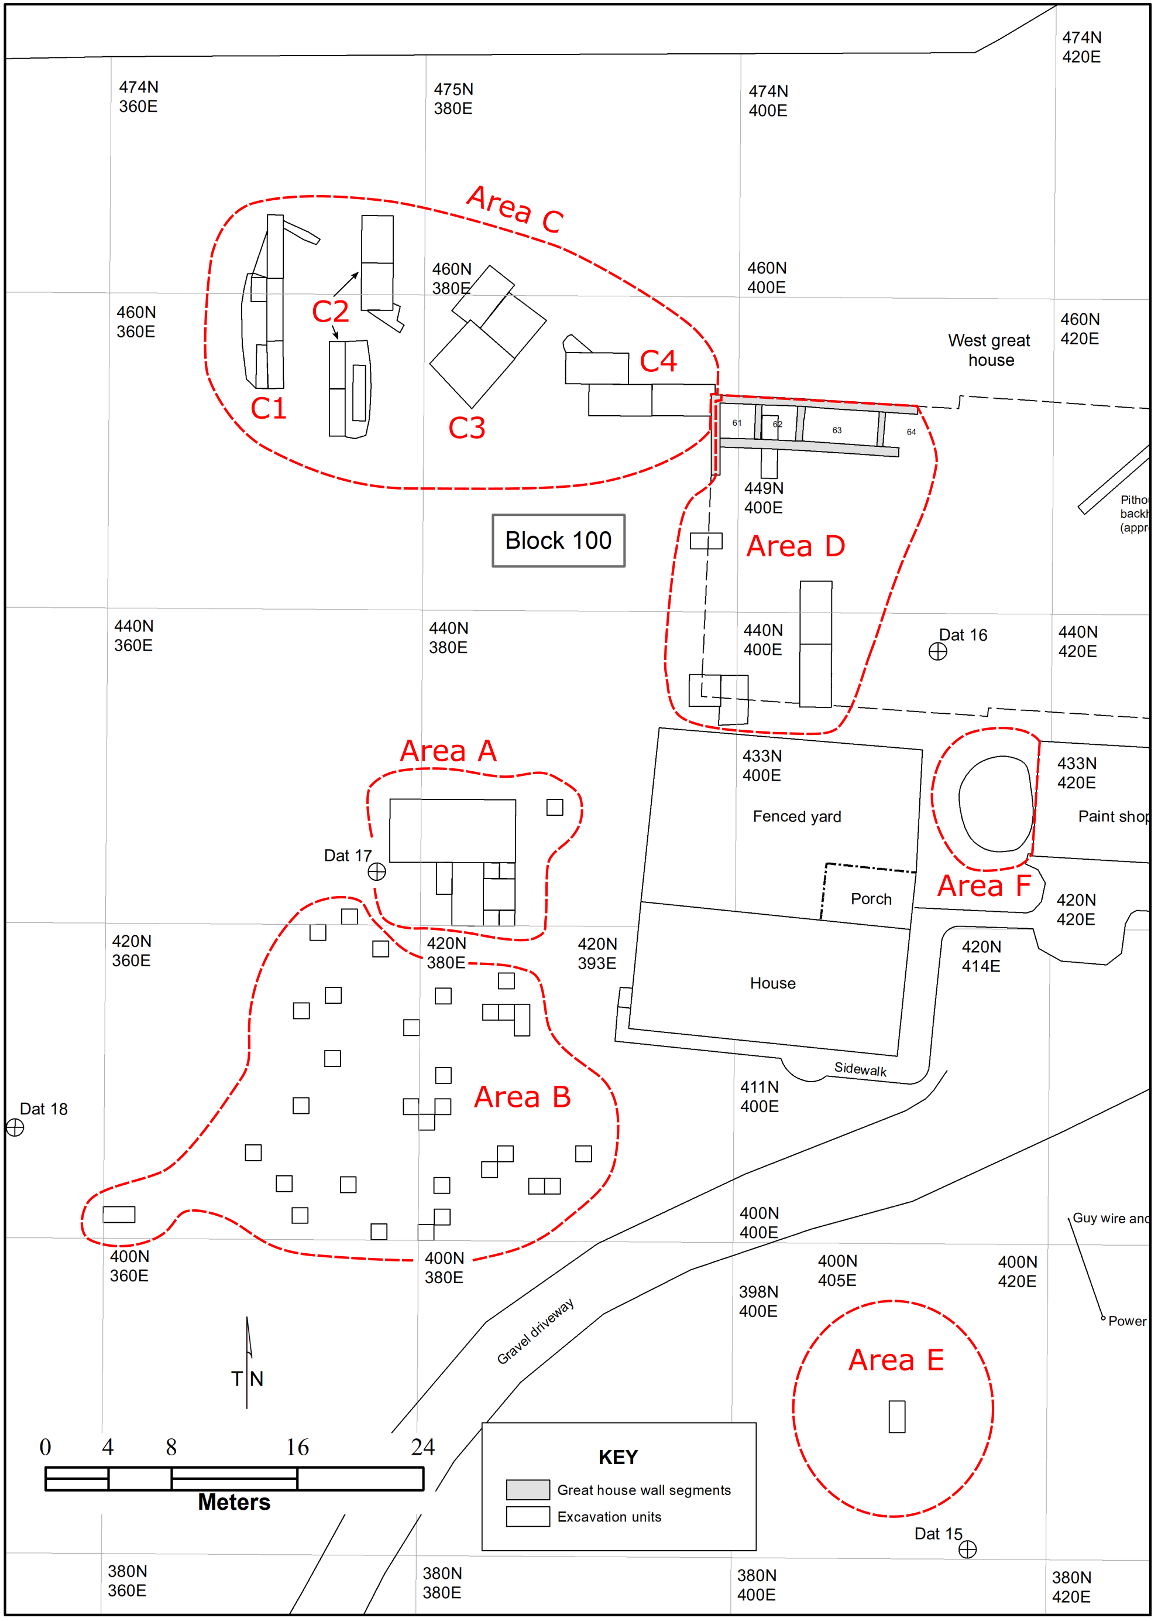 474N
420E
474N
360E
475N
380E
474N
400E
Area C
460N
380E
460N
400E
C2
460N
360E
460N
420E
West great
house
C4
C1
C3
61
62
63
64
449N
400E
Pitho
backh
(appr
Block 100
Area D
440N
360E
440N
380E
440N
400E
Dat 16
440N
420E
Area A
433N
400E
433N
420E
Fenced yard
Paint shop
Dat 17
Area F
Porch
420N
420E
420N
360E
420N
380E
420N
393E
420N
414E
House
Sidewalk
Area B
411N
400E
Dat 18
400N
400E
Guy wire and
400N
360E
400N
380E
400N
405E
400N
420E
398N
400E
Power
Gravel driveway
Area E
T N
0 4 8 16 24
Meters
KEY
Great house wall segments
Excavation units
Dat 15
380N
360E
380N
380E
380N
400E
380N
420E